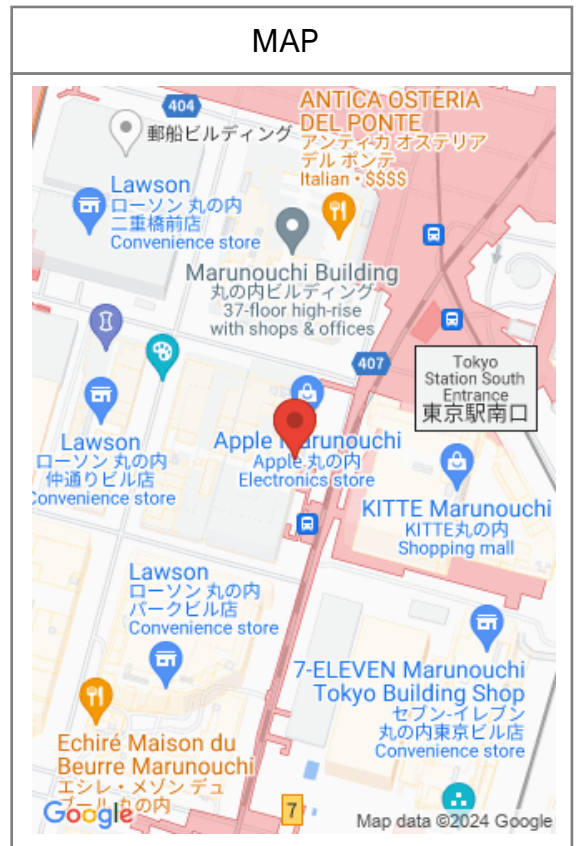 MAP
404
ANTICA OSTERIA
DEL PONTE
アンティカ オステリア
デル ポンテ
Italian • $$$$
郵船ビルディング
Lawson
ローソン 丸の内
二重橋前店
Convenience store
Marunouchi Building
丸の内ビルディング
37-floor high-rise
with shops & offices
407
Tokyo
Station South
Entrance
東京駅南口
Apple Marunouchi
Apple 丸の内
Electronics store
Lawson
ローソン 丸の内
仲通りビル店
Convenience store
KITTE Marunouchi
KITTE丸の内
Shopping mall
Lawson
ローソン 丸の内
パークビル店
Convenience store
7-ELEVEN Marunouchi
Tokyo Building Shop
セブン-イレブン
丸の内東京ビル店
Convenience store
Echiré Maison du
Beurre Marunouchi
エシレ・メゾン デュ
ブール 丸の内
Google
7
Map data ©2024 Google